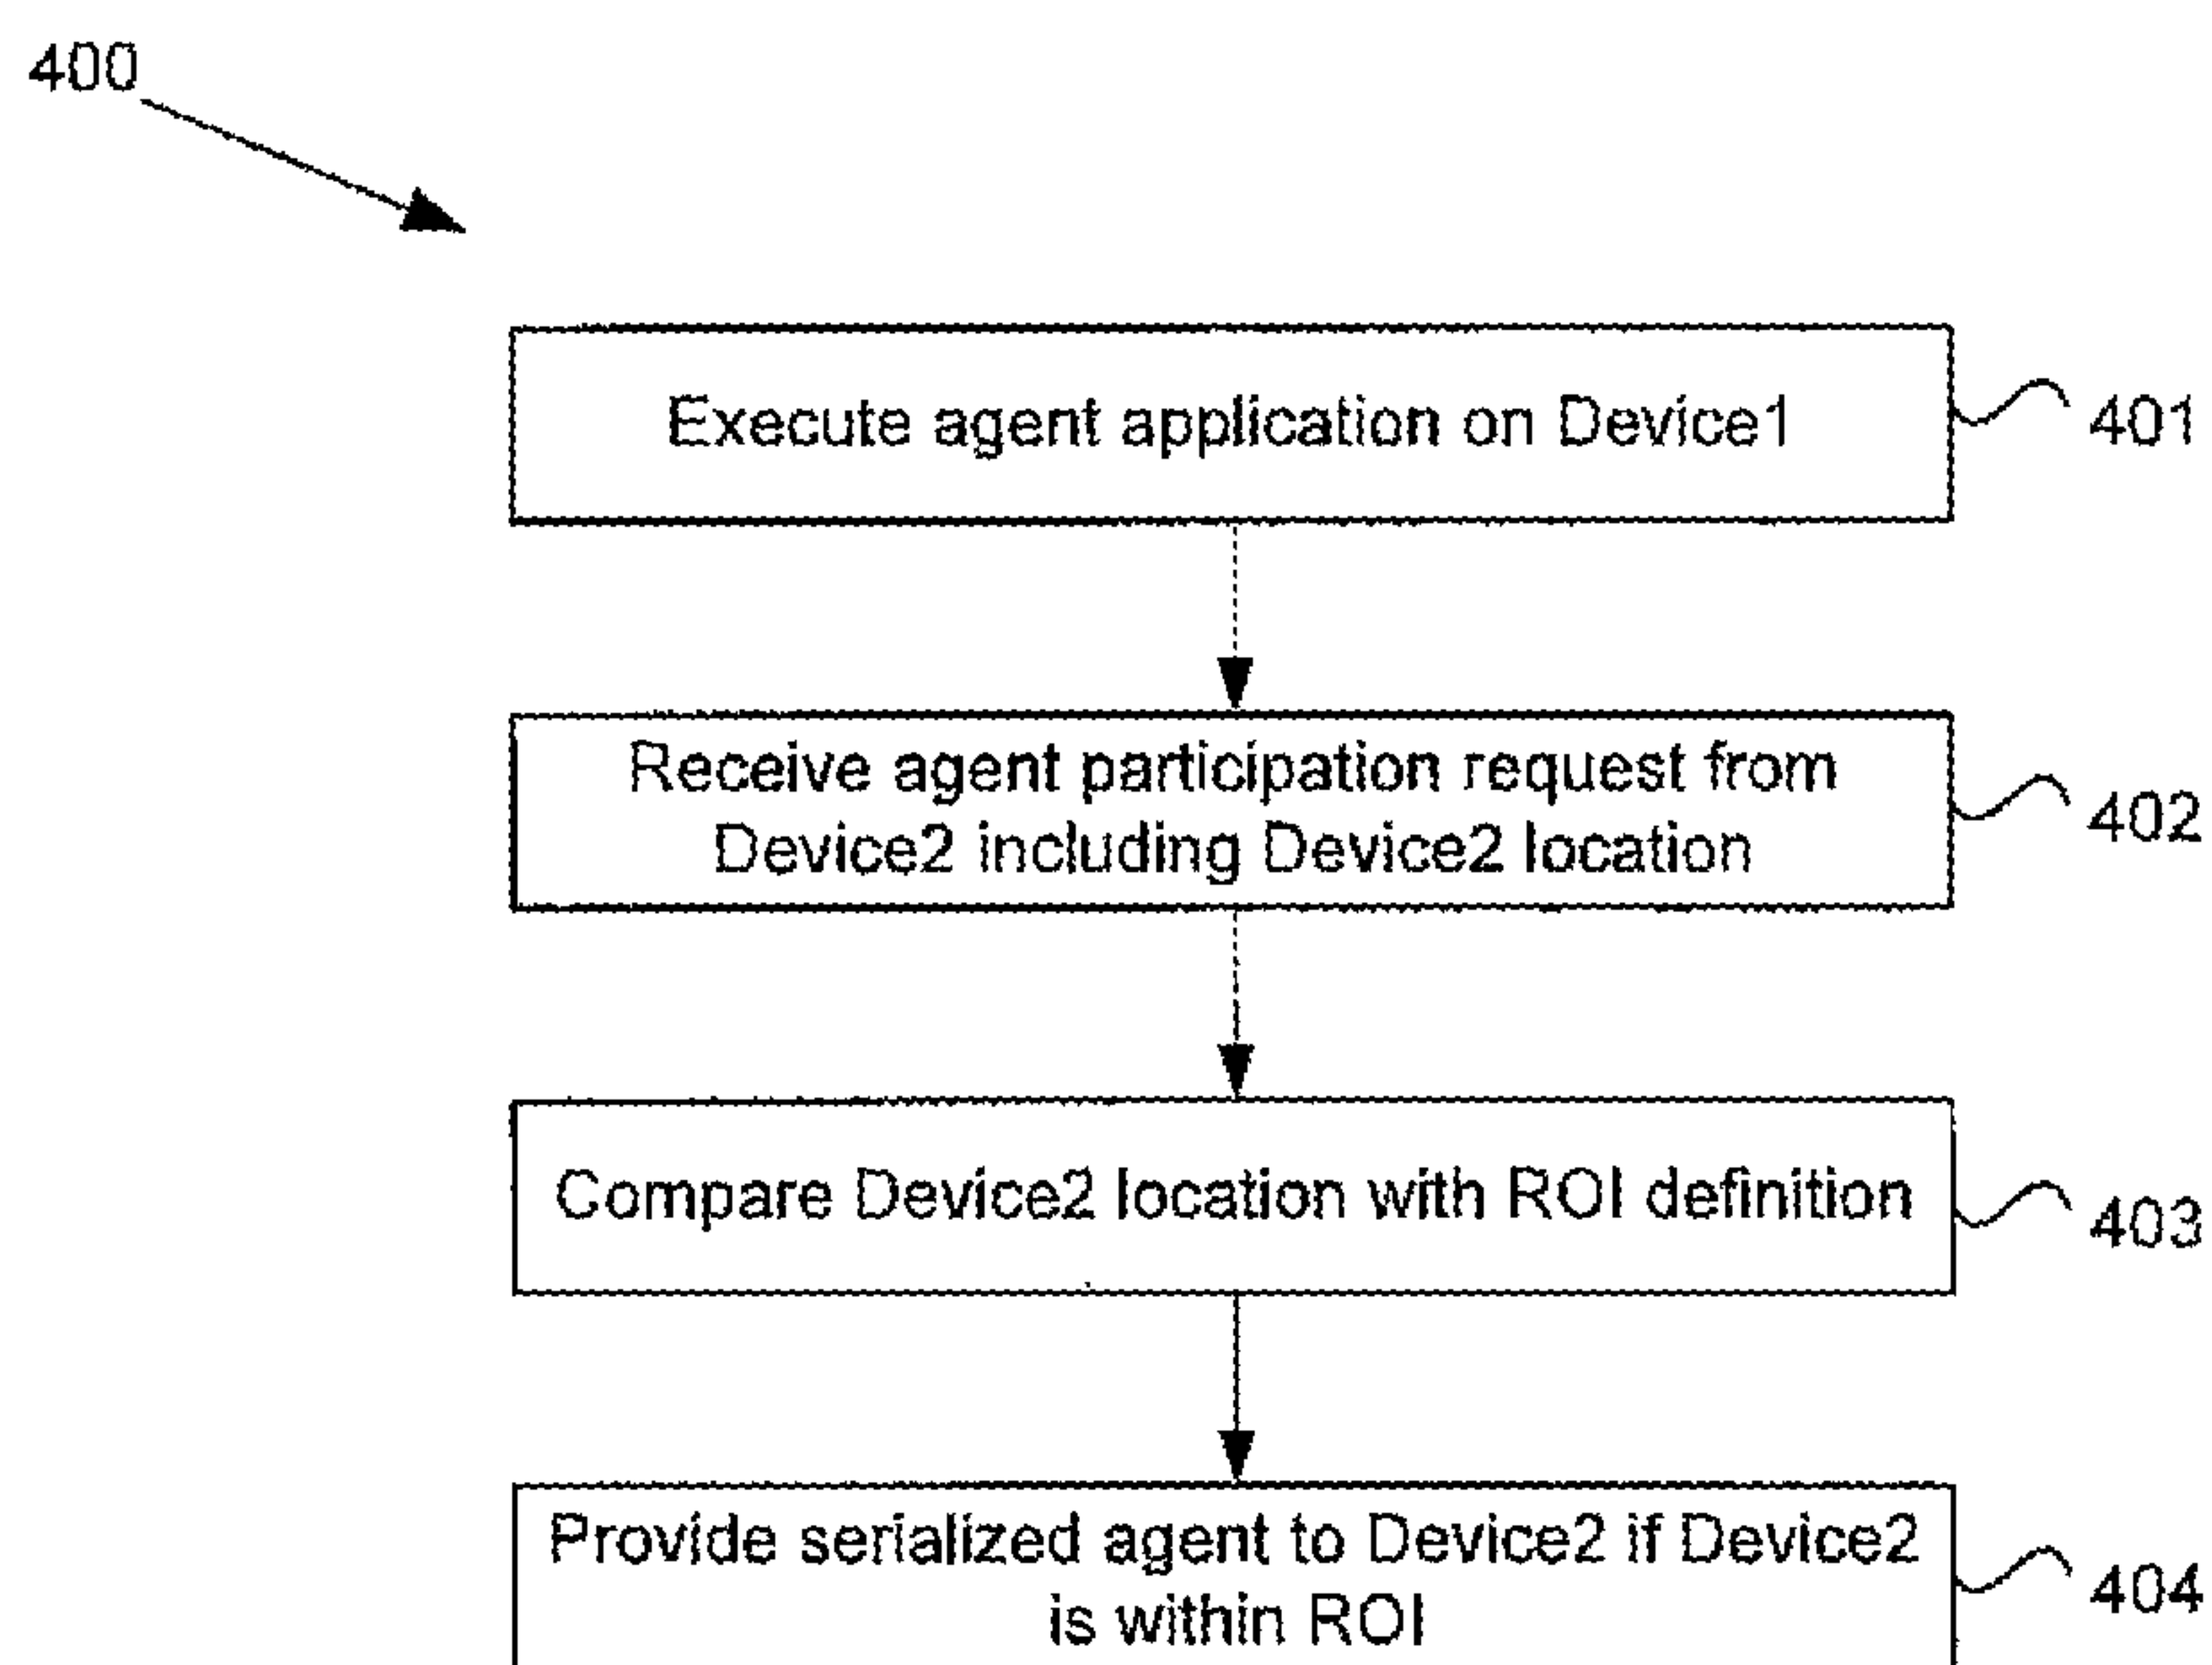 400
Execute agent application on Device1
401
Receive agent participation request from
Device2 including Device2 location
402
Compare Device2 location with ROI definition
403
Provide serialized agent to Device2 if Device2
is within ROI
404